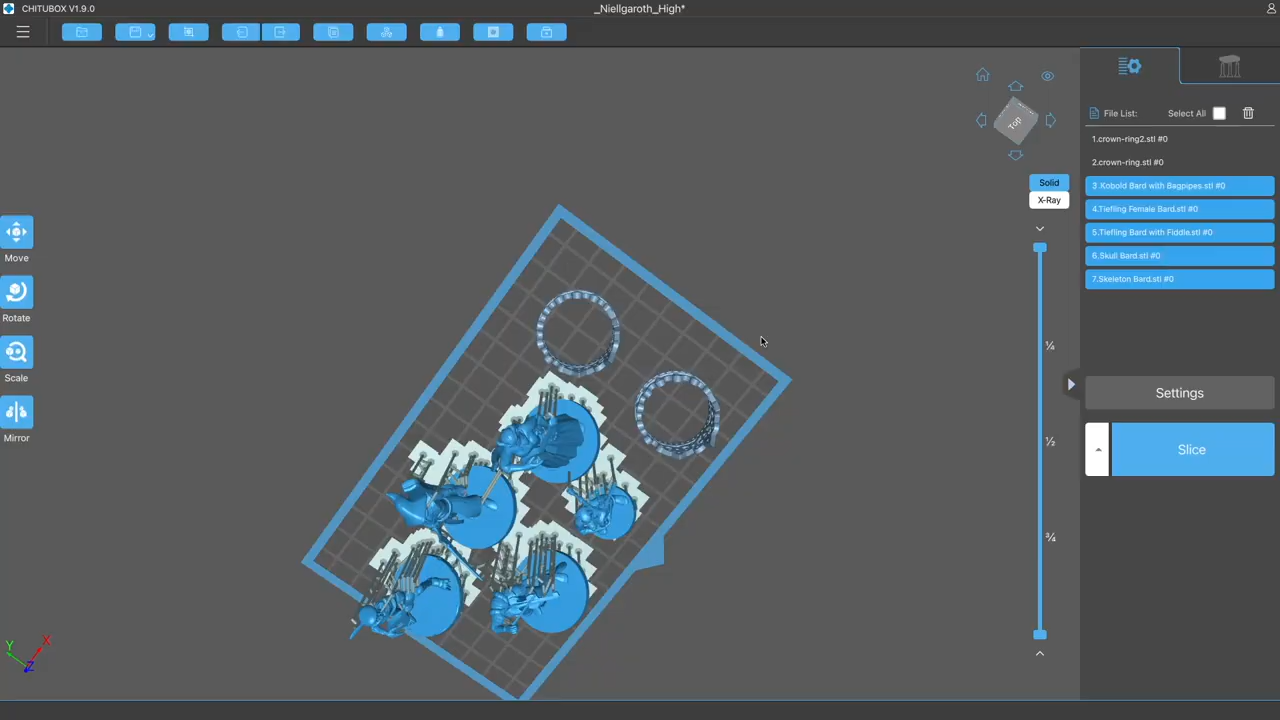 CHITUBOX V1.9.0
_Niellgaroth_High*
File List:
Select All
Top
1.crown-ring2.stl #0
2.crown-ring.stl #0
Solid
3.Kobold Bard with Bagpipes.stl #0
X-Ray
4.Tiefling Female Bard.stl #0
5.Tiefling Bard with Fiddle.stl #0
6.Skull Bard.stl #0
7.Skeleton Bard.stl #0
Move
Rotate
Scale
Mirror
¼
½
¾
Settings
Slice
Y
X
Z